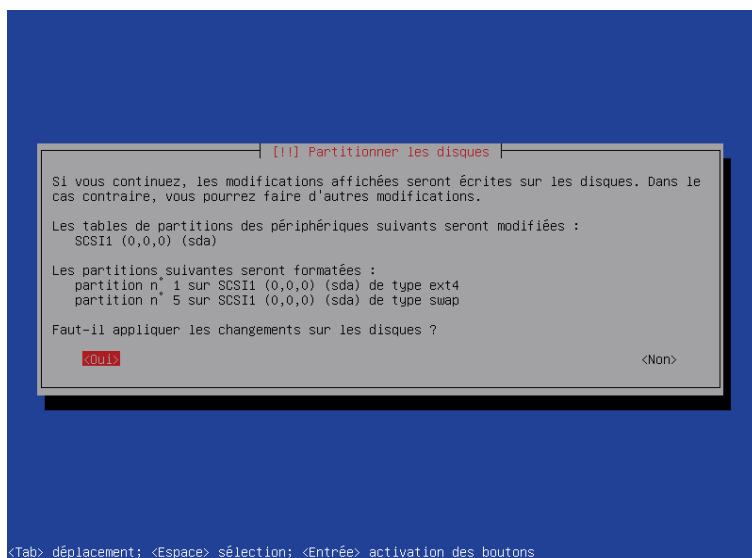 [!!] Partitionner les disques
Si vous continuez, les modifications affichées seront écrites sur les disques. Dans le
cas contraire, vous pourrez faire d'autres modifications.
Les tables de partitions des périphériques suivants seront modifiées :
SCSI1 (0,0,0) (sda)
Les partitions suivantes seront formatées :
partition n° 1 sur SCSI1 (0,0,0) (sda) de type ext4
partition n° 5 sur SCSI1 (0,0,0) (sda) de type swap
Faut-il appliquer les changements sur les disques ?
<Oui> <Non>
<Tab> déplacement; <Espace> sélection; <Entrée> activation des boutons